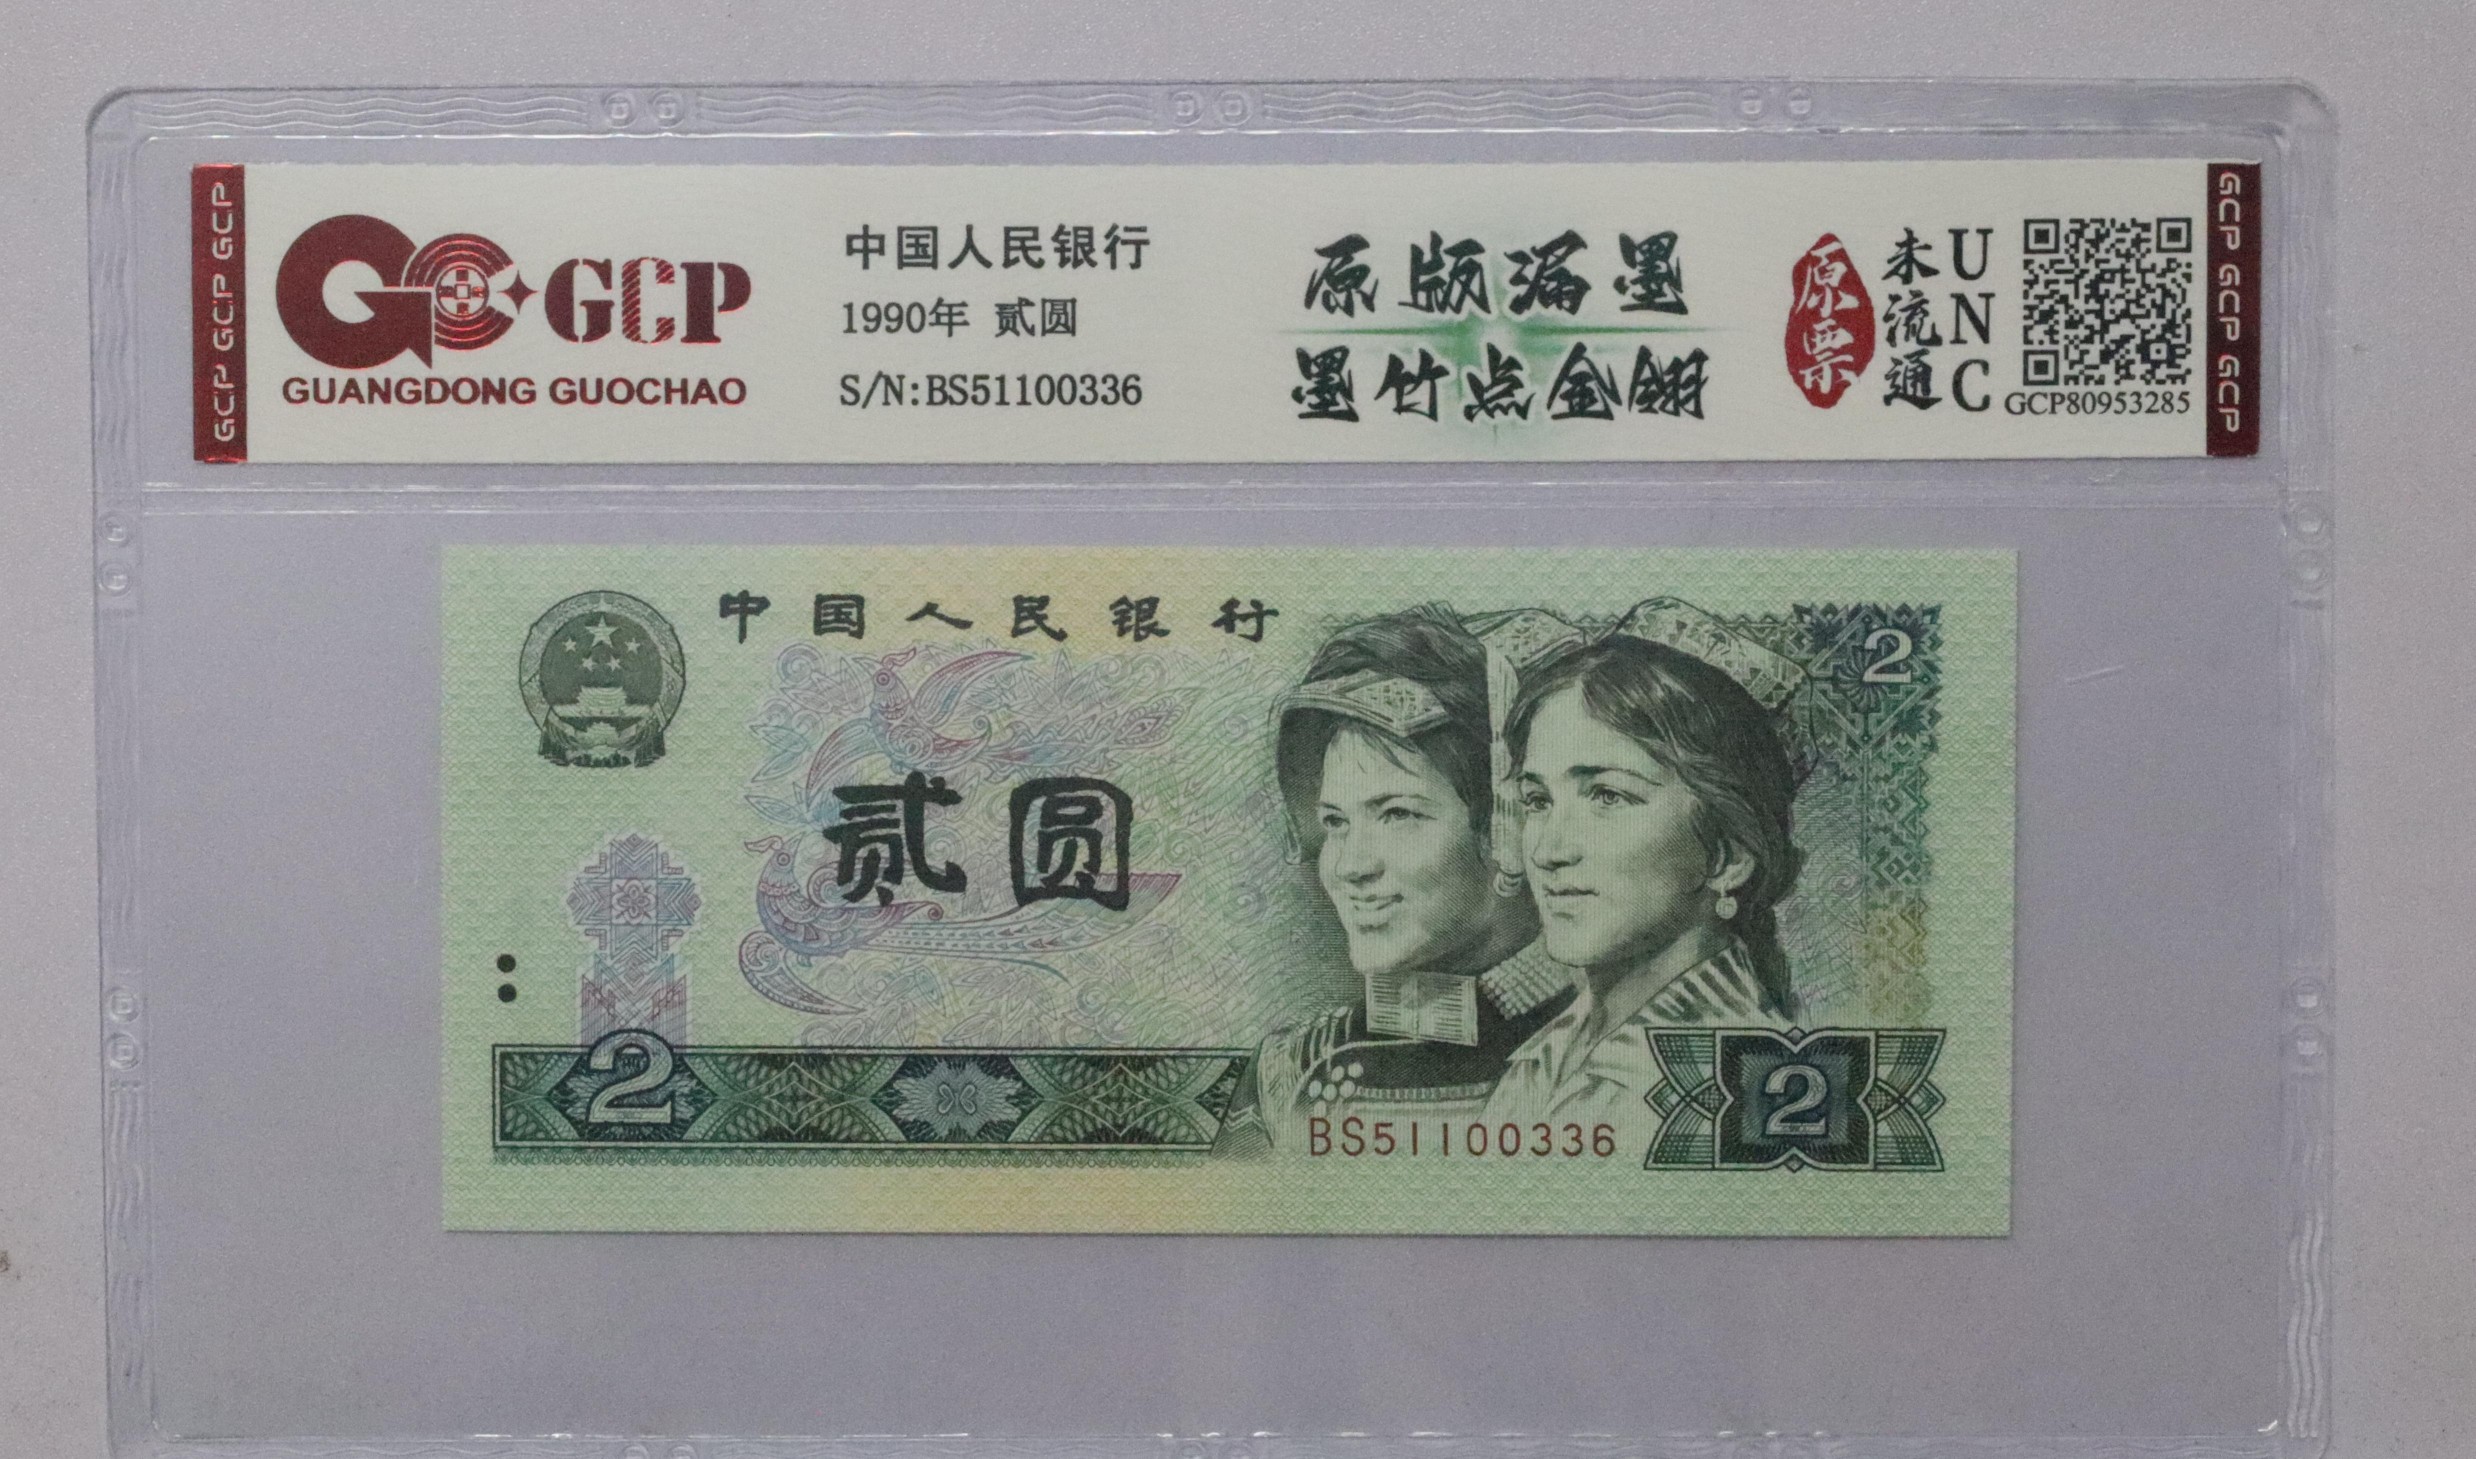 GCP GCP GCP
GCP
GUANGDONG GUOCHAO
中国人民银行
1990年 贰圆
S/N:BS51100336
原版漏墨
墨竹点金翎
原票
未流通
UNC
GCP80953285
GCP GCP GCP
中国人民银行
2
贰圆
2
BS51100336
2